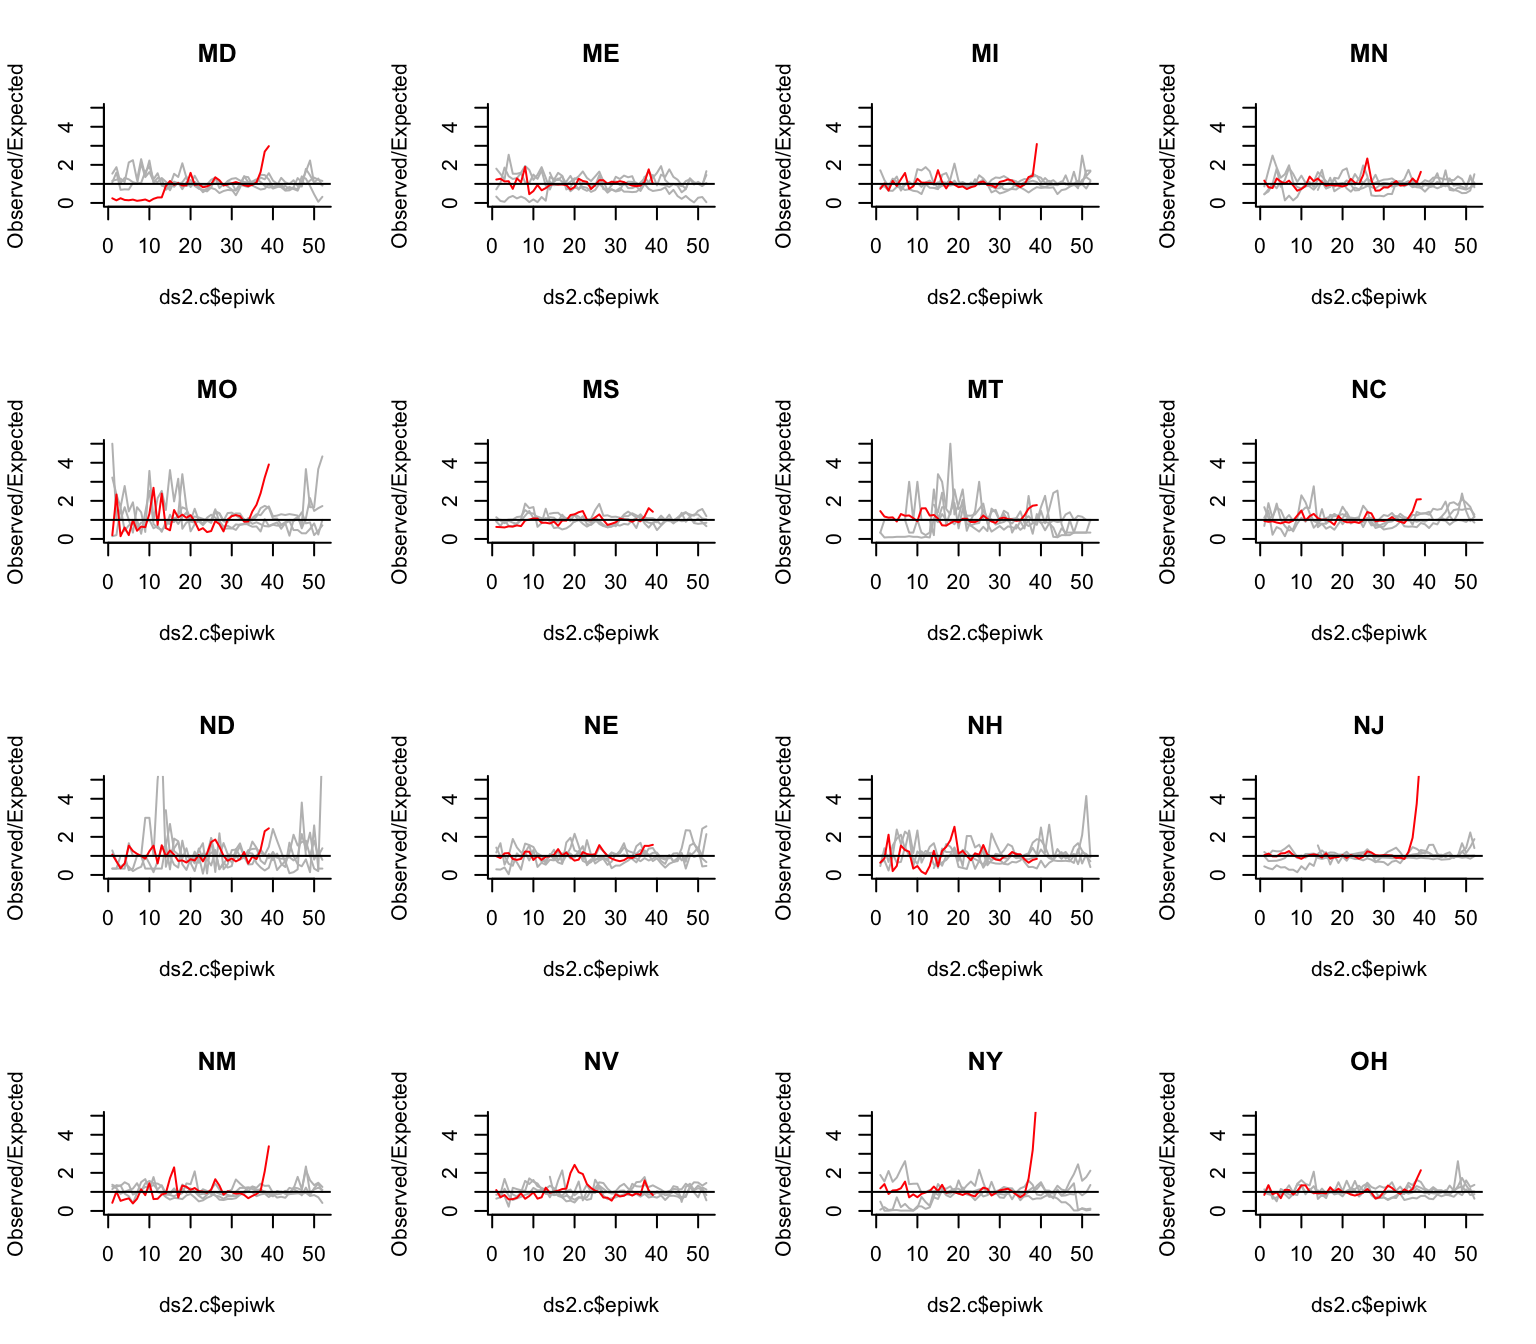 MD ME MI MN
Observed/Expected Observed/Expected Observed/Expected Observed/Expected
4 4 4 4
2 2 2 2
0 0 0 0
0 10 20 30 40 50 0 10 20 30 40 50 0 10 20 30 40 50 0 10 20 30 40 50
ds2.c$epiwk ds2.c$epiwk ds2.c$epiwk ds2.c$epiwk
MO MS MT NC
Observed/Expected Observed/Expected Observed/Expected Observed/Expected
4 4 4 4
2 2 2 2
0 0 0 0
0 10 20 30 40 50 0 10 20 30 40 50 0 10 20 30 40 50 0 10 20 30 40 50
ds2.c$epiwk ds2.c$epiwk ds2.c$epiwk ds2.c$epiwk
ND NE NH NJ
Observed/Expected Observed/Expected Observed/Expected Observed/Expected
4 4 4 4
2 2 2 2
0 0 0 0
0 10 20 30 40 50 0 10 20 30 40 50 0 10 20 30 40 50 0 10 20 30 40 50
ds2.c$epiwk ds2.c$epiwk ds2.c$epiwk ds2.c$epiwk
NM NV NY OH
Observed/Expected Observed/Expected Observed/Expected Observed/Expected
4 4 4 4
2 2 2 2
0 0 0 0
0 10 20 30 40 50 0 10 20 30 40 50 0 10 20 30 40 50 0 10 20 30 40 50
ds2.c$epiwk ds2.c$epiwk ds2.c$epiwk ds2.c$epiwk